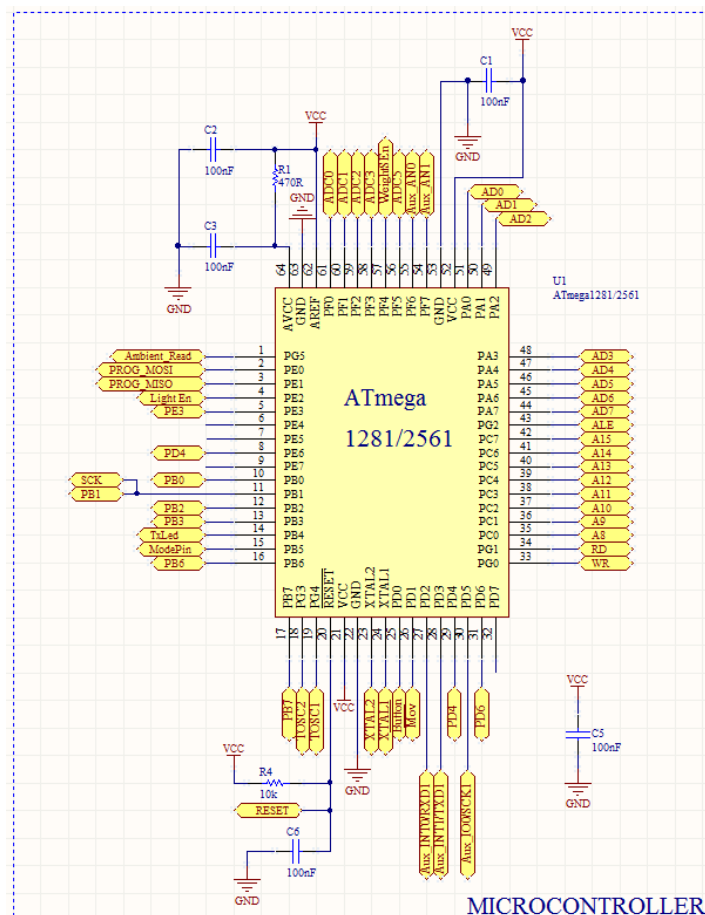 VCC
C1
100nF
GND
VCC
C2
100nF
R1
470R
GND
C3
100nF
GND
ADC0
ADC1
ADC2
ADC3
WeightSEn
ADC5
Aux_AN0
Aux_AN1
AD0
AD1
AD2
64 63 62 61 60 59 58 57 56 55 54 53 52 51 50 49
AVCC GND AREF PF0 PF1 PF2 PF3 PF4 PF5 PF6 PF7 GND VCC PA0 PA1 PA2
U1
ATmega1281/2561
ATmega
1281/2561
Ambient_Read 1 PG5
PROG_MOSI 2 PE0
PROG_MISO 3 PE1
Light En 4 PE2
PE3 5 PE3
6 PE4
7 PE5
PD4 8 PE6
9 PE7
SCK
PB0 10 PB0
PB1 11 PB1
PB2 12 PB2
PB3 13 PB3
TxLed 14 PB4
ModePin 15 PB5
PB6 16 PB6
PA3 48 AD3
PA4 47 AD4
PA5 46 AD5
PA6 45 AD6
PA7 44 AD7
PG2 43 ALE
PC7 42 A15
PC6 41 A14
PC5 40 A13
PC4 39 A12
PC3 38 A11
PC2 37 A10
PC1 36 A9
PC0 35 A8
PG1 34 RD
PG0 33 WR
PB7 PG3 PG4 RESET VCC GND XTAL2 XTAL1 PD0 PD1 PD2 PD3 PD4 PD5 PD6 PD7
17 18 19 20 21 22 23 24 25 26 27 28 29 30 31 32
PB7
TOSC2
TOSC1
VCC
XTAL2
XTAL1
Button
Mov
PD4
PD6
GND
Aux_INT0/RXD1
Aux_INT1/TXD1
Aux_IO0/SCK1
VCC
R4
10k
RESET
C6
100nF
GND
VCC
C5
100nF
GND
MICROCONTROLLER